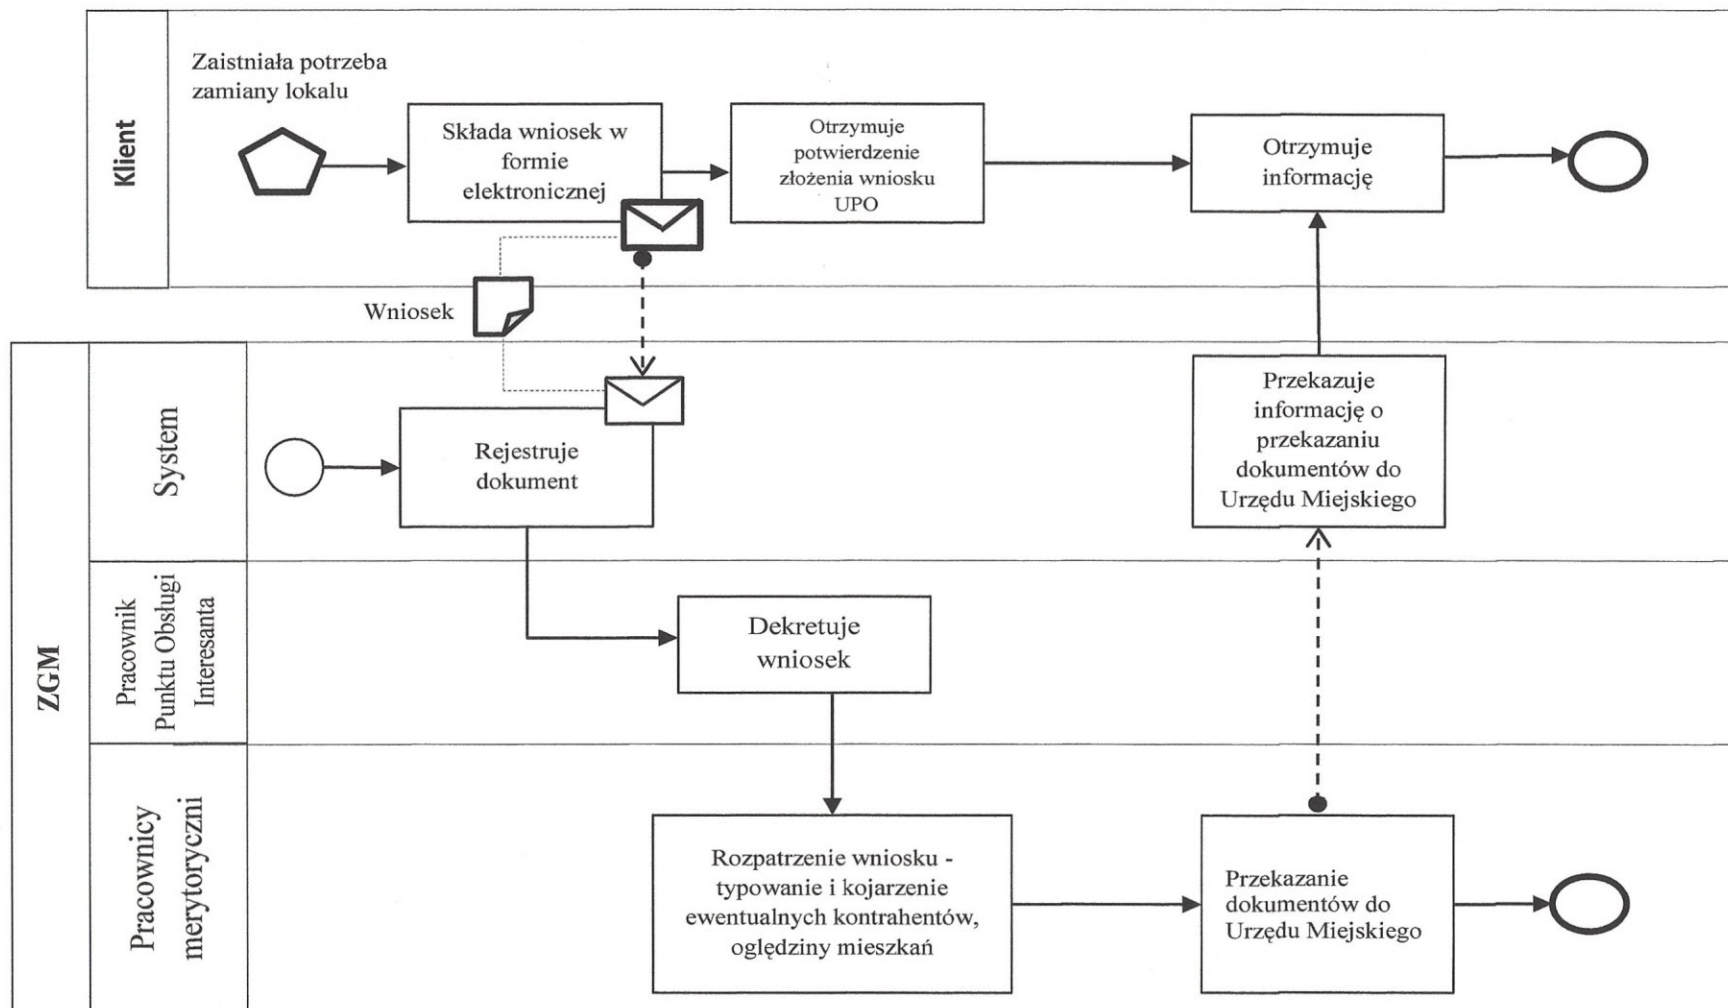 Klient
Zaistniała potrzeba
zamiany lokalu
Składa wniosek w
formie
elektronicznej
Otrzymuje
potwierdzenie
złożenia wniosku
UPO
Otrzymuje
informację
Wniosek
ZGM
System
Rejestruje
dokument
Przekazuje
informację o
przekazaniu
dokumentów do
Urzędu Miejskiego
Pracownik
Punktu Obsługi
Interesanta
Dekretuje
wniosek
Pracownicy
merytoryczni
Rozpatrzenie wniosku -
typowanie i kojarzenie
ewentualnych kontrahentów,
oględziny mieszkań
Przekazanie
dokumentów do
Urzędu Miejskiego